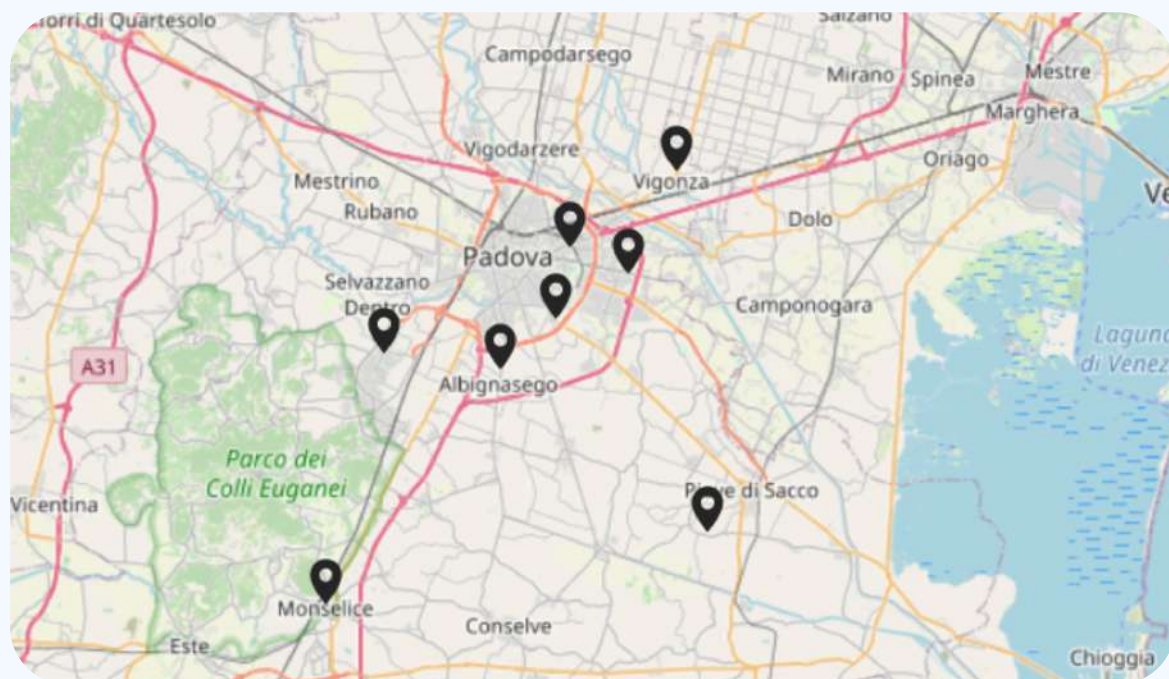 Torri di Quartesolo
Salzano
Campodarsego
Mirano
Spinea
Mestre
Marghera
Vigodarzere
Oriago
Mestrino
Vigonza
Rubano
Dolo
Padova
Selvazzano
Dentro
Camponogara
Laguna
di Venez
A31
Albignasego
Parco dei
Colli Euganei
Vicentina
Piove di Sacco
Monselice
Conselve
Este
Chioggia